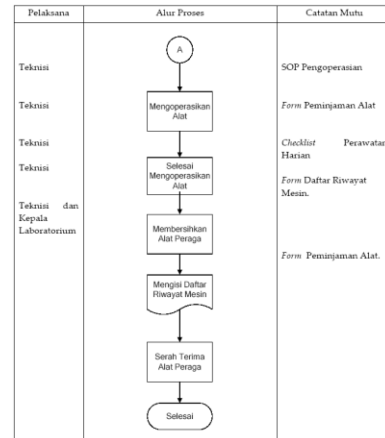 Pelaksana
Alur Proses
Catatan Mutu
Teknisi
Teknisi
Teknisi
Teknisi
Teknisi dan
Kepala
Laboratorium
A
Mengoperasikan
Alat
Selesai
Mengoperasikan
Alat
Membersihkan
Alat Peraga
Mengisi Daftar
Riwayat Mesin
Serah Terima
Alat Peraga
Selesai
SOP Pengoperasian
Form Peminjaman Alat
Checklist Perawatan
Harian
Form Daftar Riwayat
Mesin.
Form Peminjaman Alat.